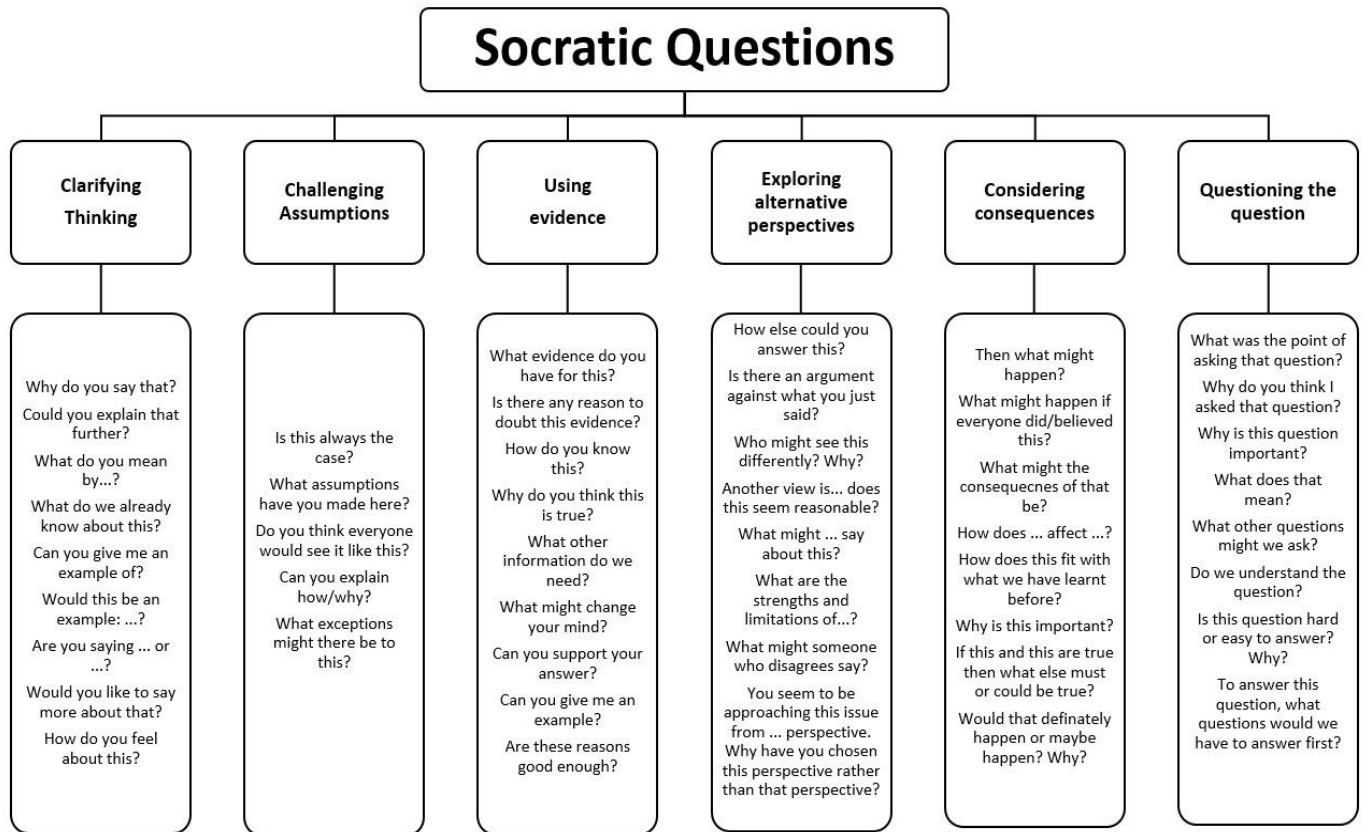 Socratic Questions
Clarifying
Thinking
Challenging
Assumptions
Using
evidence
Exploring
alternative
perspectives
Considering
consequences
Questioning the
question
Why do you say that?
Could you explain that
further?
What do you mean
by...?
What do we already
know about this?
Can you give me an
example of?
Would this be an
example: ...?
Are you saying ... or
...?
Would you like to say
more about that?
How do you feel
about this?
Is this always the
case?
What assumptions
have you made here?
Do you think everyone
would see it like this?
Can you explain
how/why?
What exceptions
might there be to
this?
What evidence do you
have for this?
Is there any reason to
doubt this evidence?
How do you know
this?
Why do you think this
is true?
What other
information do we
need?
What might change
your mind?
Can you support your
answer?
Can you give me an
example?
Are these reasons
good enough?
How else could you
answer this?
Is there an argument
against what you just
said?
Who might see this
differently? Why?
Another view is... does
this seem reasonable?
What might ... say
about this?
What are the
strengths and
limitations of...?
What might someone
who disagrees say?
You seem to be
approaching this issue
from ... perspective.
Why have you chosen
this perspective rather
than that perspective?
Then what might
happen?
What might happen if
everyone did/believed
this?
What might the
consequecnes of that
be?
How does ... affect ...?
How does this fit with
what we have learnt
before?
Why is this important?
If this and this are true
then what else must
or could be true?
Would that definately
happen or maybe
happen? Why?
What was the point of
asking that question?
Why do you think I
asked that question?
Why is this question
important?
What does that
mean?
What other questions
might we ask?
Do we understand the
question?
Is this question hard
or easy to answer?
Why?
To answer this
question, what
questions would we
have to answer first?